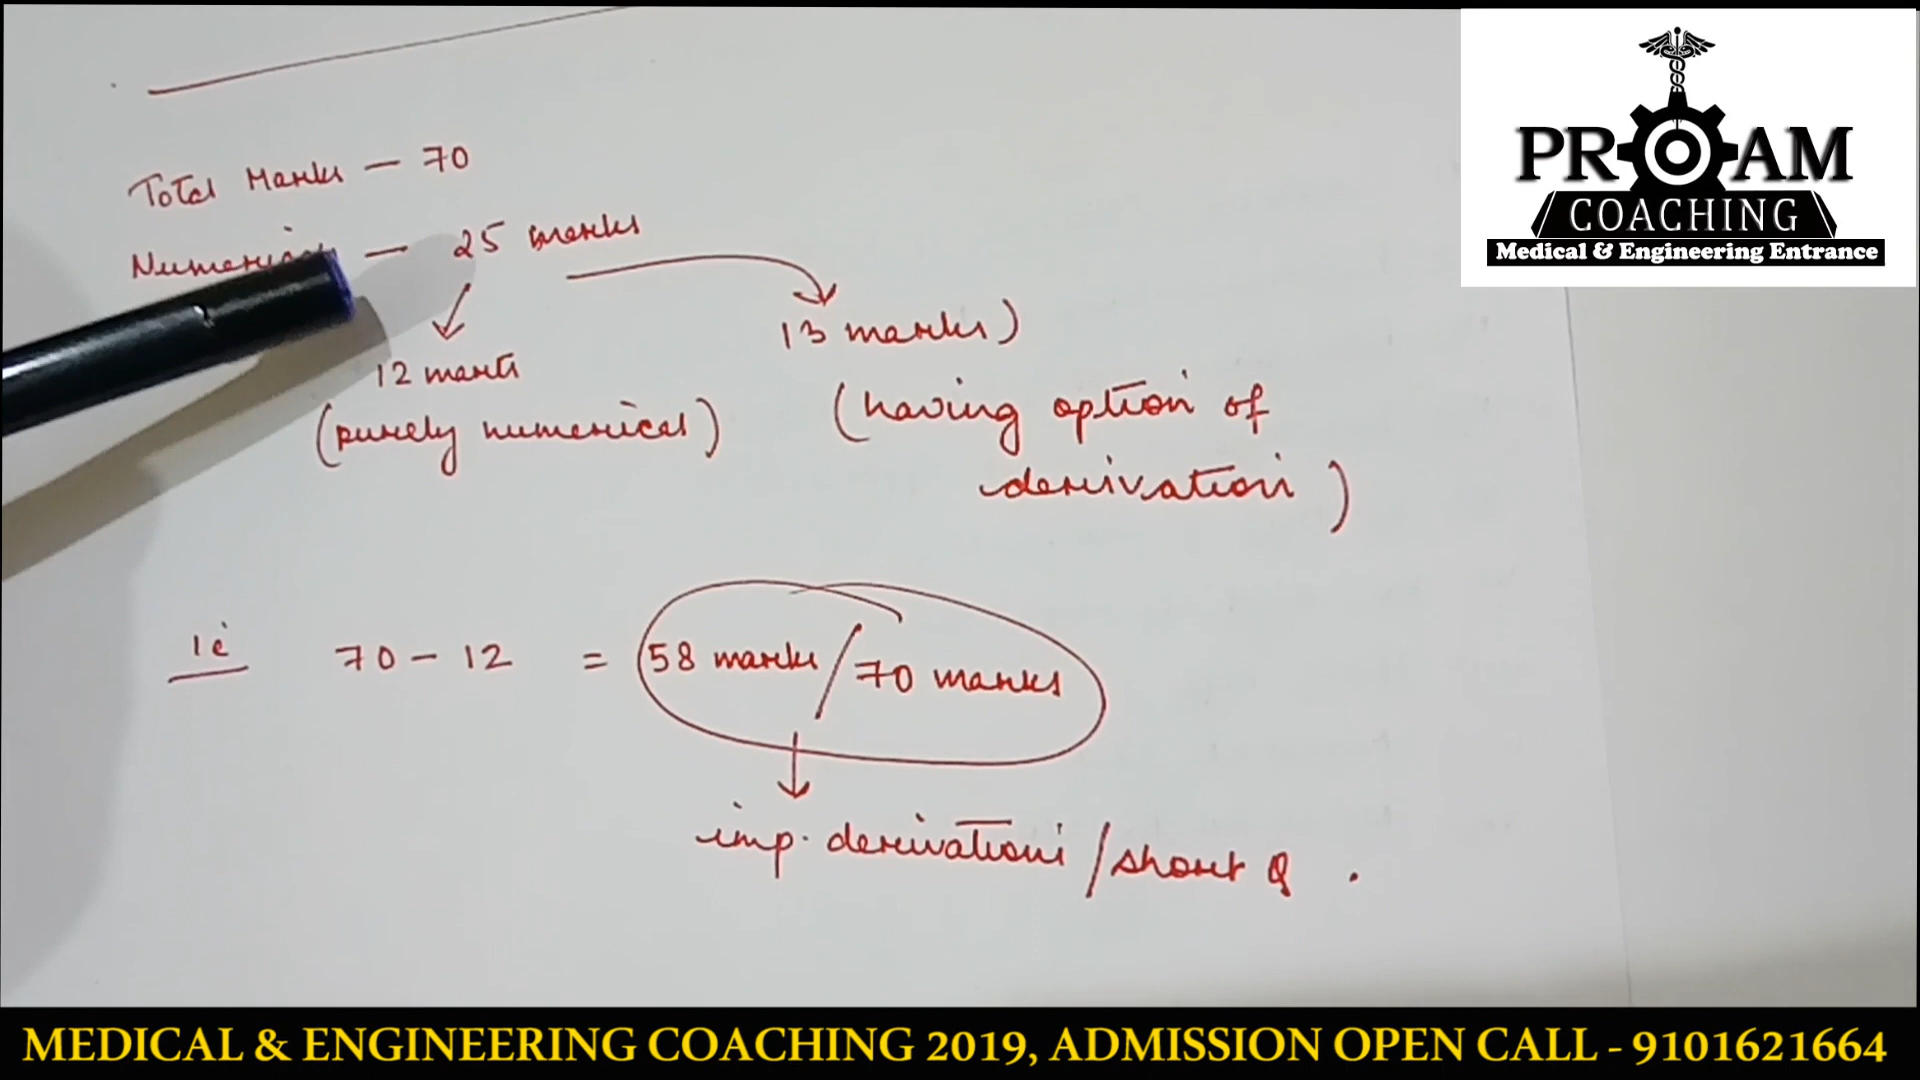 Total Marks — 70
Numerical — 25 marks
12 marks
(purely numerical)
13 marks)
(having option of
derivation)
ie 70 - 12 = 58 marks / 70 marks
imp. derivations / short Q.
PROAM
COACHING
Medical & Engineering Entrance
MEDICAL & ENGINEERING COACHING 2019, ADMISSION OPEN CALL - 9101621664